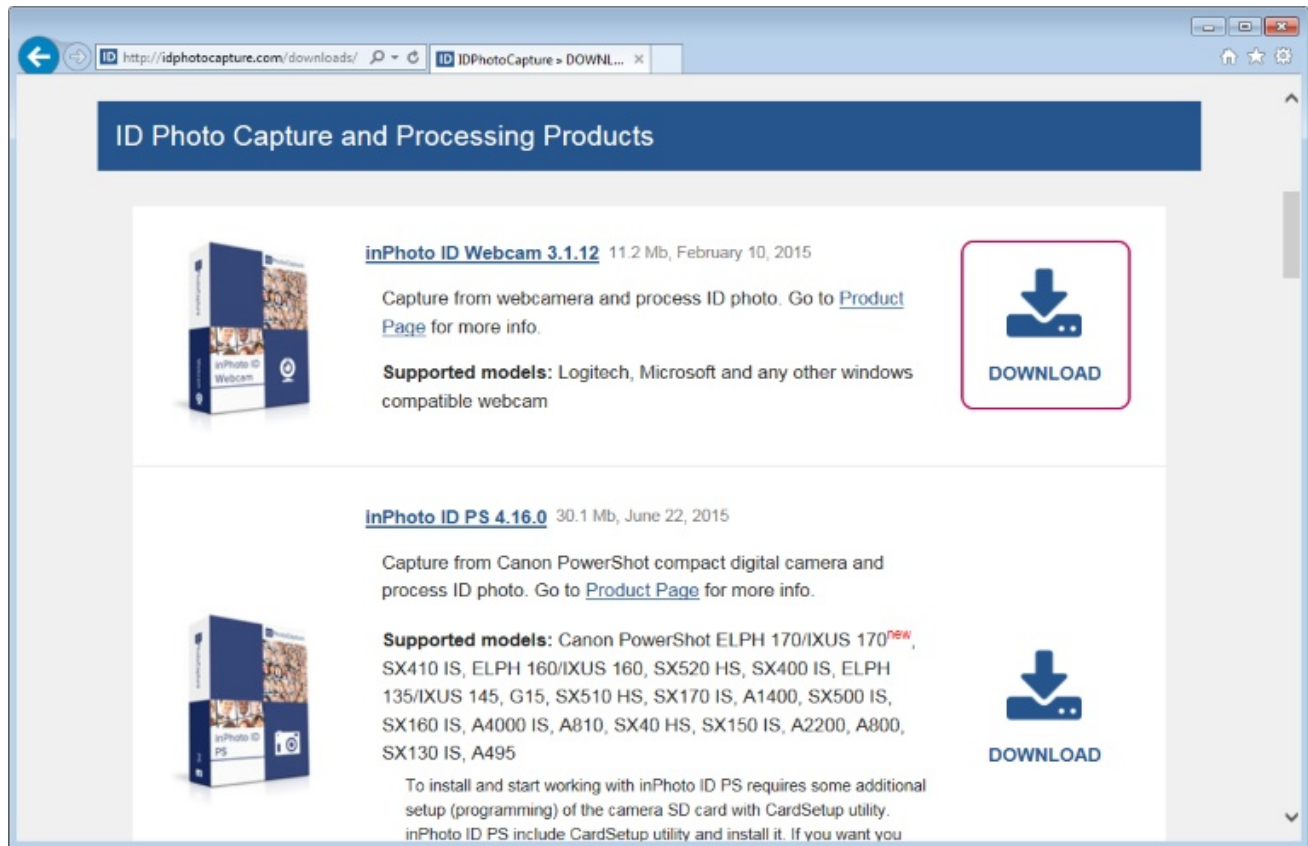 ID http://idphotocapture.com/downloads/
ID IDPhotoCapture » DOWNL...
ID Photo Capture and Processing Products
inPhoto ID Webcam 3.1.12 11.2 Mb, February 10, 2015
Capture from webcamera and process ID photo. Go to Product
Page for more info.
Supported models: Logitech, Microsoft and any other windows
compatible webcam
DOWNLOAD
inPhoto ID
Webcam
inPhoto ID PS 4.16.0 30.1 Mb, June 22, 2015
Capture from Canon PowerShot compact digital camera and
process ID photo. Go to Product Page for more info.
Supported models: Canon PowerShot ELPH 170/IXUS 170new,
SX410 IS, ELPH 160/IXUS 160, SX520 HS, SX400 IS, ELPH
135/IXUS 145, G15, SX510 HS, SX170 IS, A1400, SX500 IS,
SX160 IS, A4000 IS, A810, SX40 HS, SX150 IS, A2200, A800,
SX130 IS, A495
To install and start working with inPhoto ID PS requires some additional
setup (programming) of the camera SD card with CardSetup utility.
inPhoto ID PS include CardSetup utility and install it. If you want you
DOWNLOAD
inPhoto ID
PS